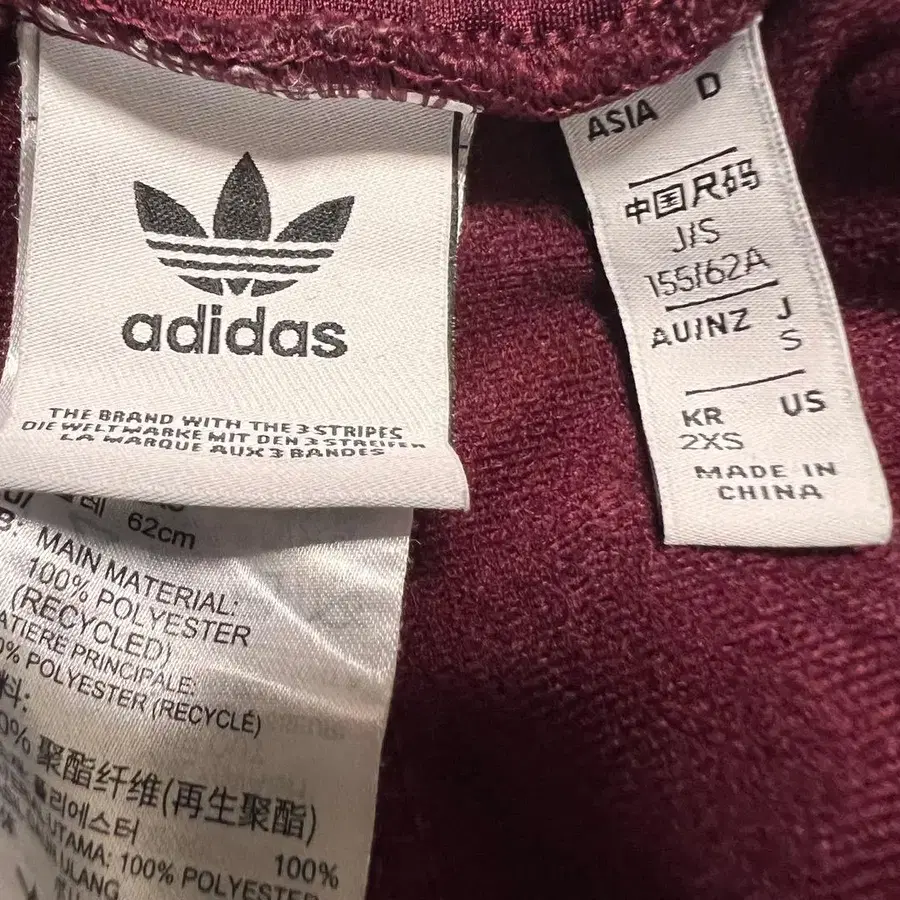 adidas
THE BRAND WITH THE 3 STRIPES
DIE WELTMARKE MIT DEN 3 STREIFEN
LA MARQUE AUX 3 BANDES
ASIA D
中国尺码
J/S
155/62A
AU/NZ J
S
KR US
2XS
MADE IN
CHINA
62cm
MAIN MATERIAL:
100% POLYESTER
(RECYCLED)
PRINCIPALE:
POLYESTER (RECYCLÉ)
聚酯纤维(再生聚酯)
100%
UTAMA: 100% POLYESTER
ULANG